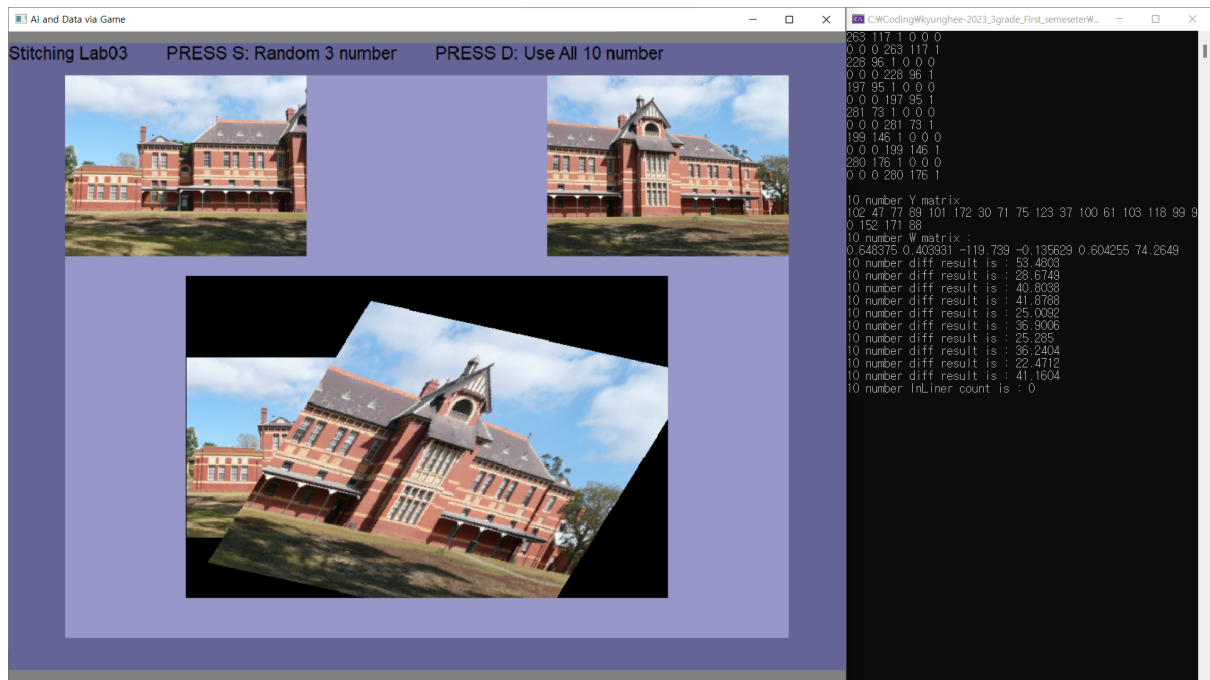 Ai and Data via Game
Stitching Lab03 PRESS S: Random 3 number PRESS D: Use All 10 number
C:₩Coding₩kyunghee-2023_3grade_First_semeseter₩...
263 117 1 0 0 0
0 0 0 263 117 1
228 96 1 0 0 0
0 0 0 228 96 1
197 95 1 0 0 0
0 0 0 197 95 1
281 73 1 0 0 0
0 0 0 281 73 1
199 146 1 0 0 0
0 0 0 199 146 1
280 176 1 0 0 0
0 0 0 280 176 1
10 number Y matrix
102 47 77 89 101 172 30 71 75 123 37 100 61 103 118 99 9
0 152 171 88
10 number W matrix :
0.648375 0.403931 -119.739 -0.135629 0.604255 74.2649
10 number diff result is : 53.4803
10 number diff result is : 28.6749
10 number diff result is : 40.8038
10 number diff result is : 41.8788
10 number diff result is : 25.0092
10 number diff result is : 36.9006
10 number diff result is : 25.285
10 number diff result is : 36.2404
10 number diff result is : 22.4712
10 number diff result is : 41.1604
10 number InLiner count is : 0